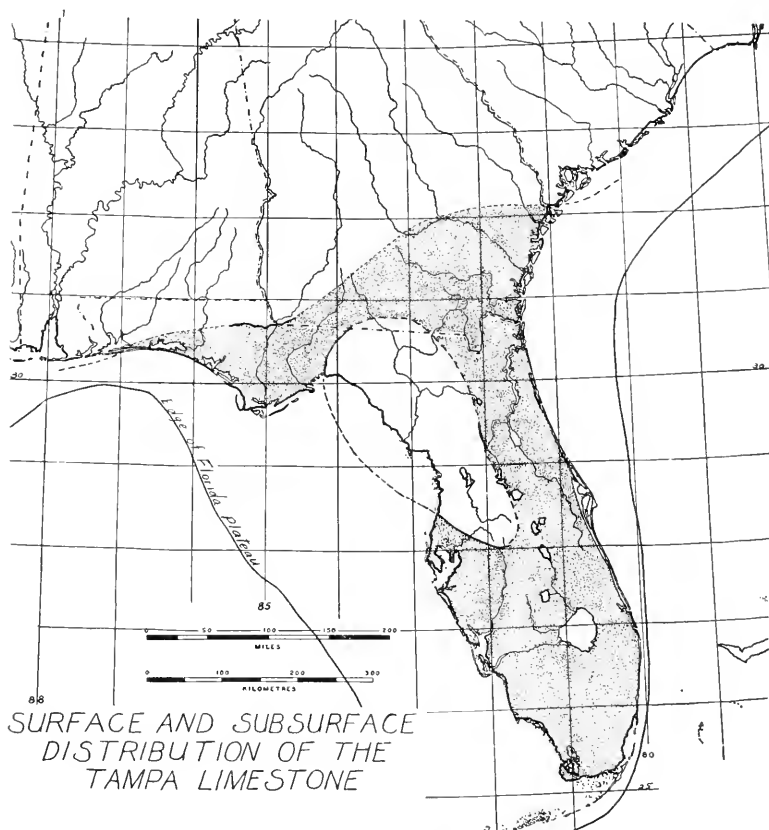 30
30
Edge of Florida Plateau
85
0 50 100 150 200
MILES
0 100 200 300
KILOMETRES
88
80
25
SURFACE AND SUBSURFACE
DISTRIBUTION OF THE
TAMPA LIMESTONE